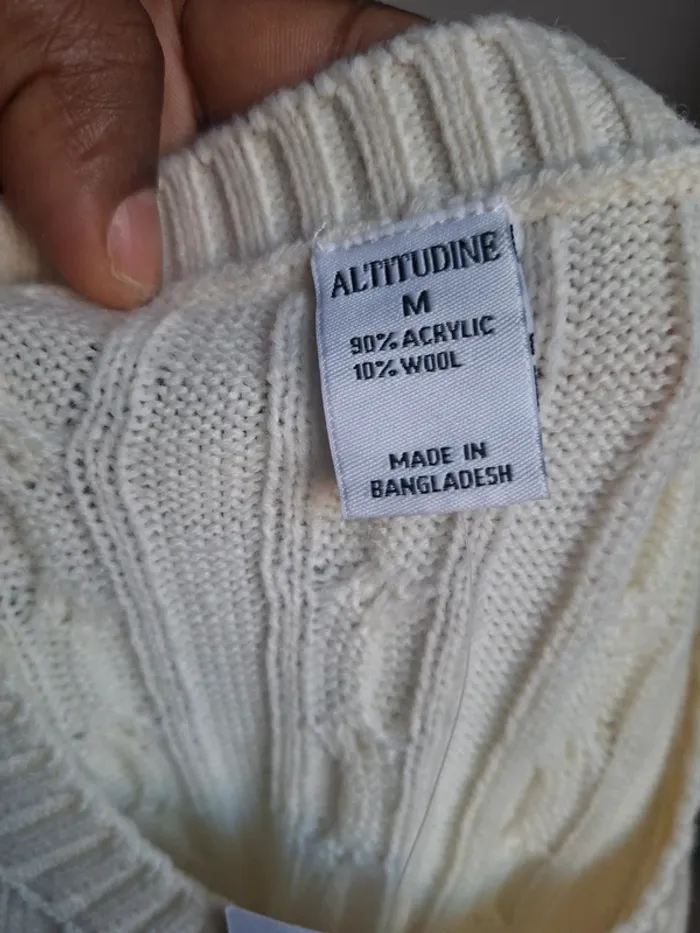 ALTITUDINE
M
90% ACRYLIC
10% WOOL
MADE IN
BANGLADESH